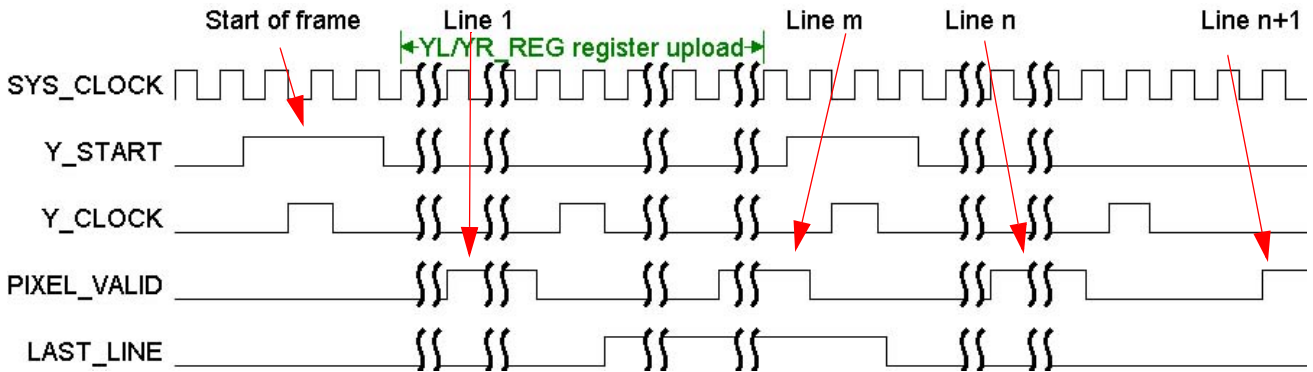 Start of frame Line 1 Line m Line n Line n+1
YL/YR_REG register upload
SYS_CLOCK
Y_START
Y_CLOCK
PIXEL_VALID
LAST_LINE